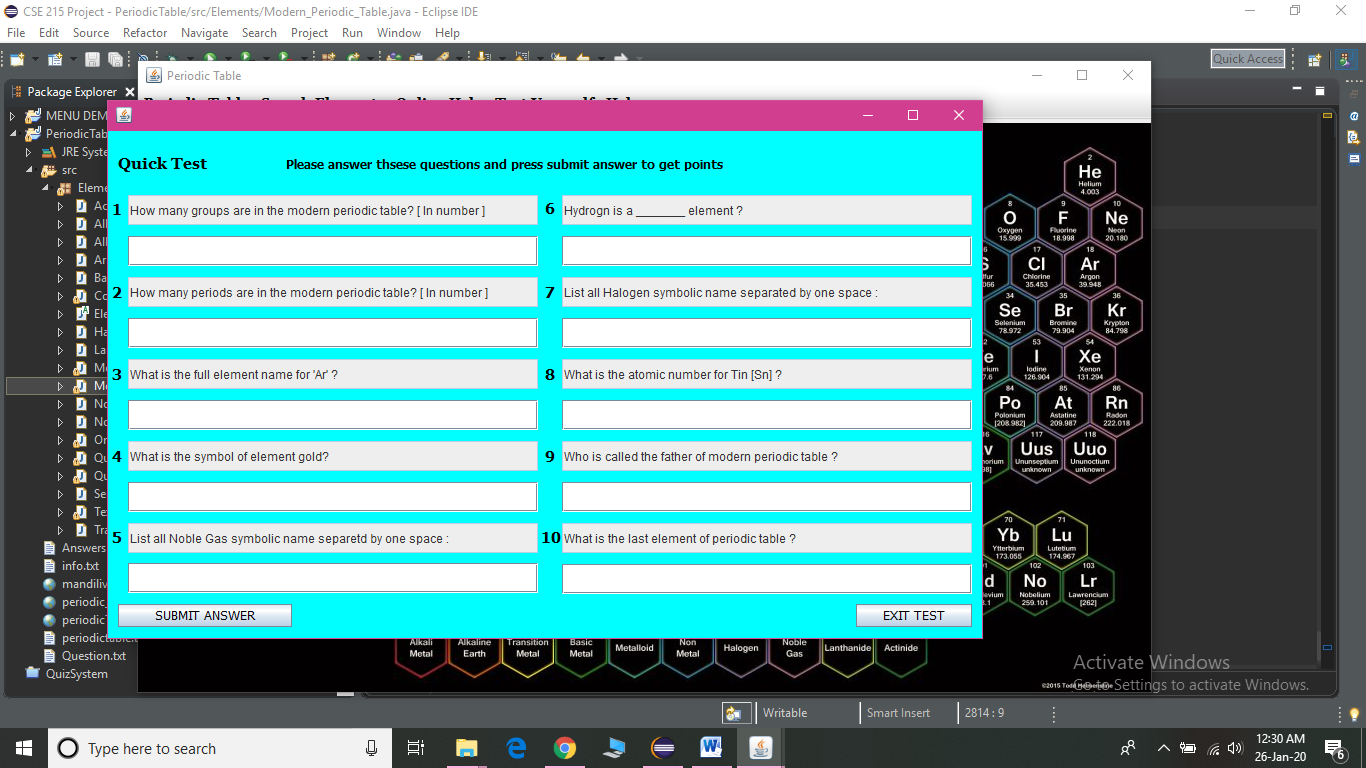 CSE 215 Project - PeriodicTable/src/Elements/Modern_Periodic_Table.java - Eclipse IDE
File Edit Source Refactor Navigate Search Project Run Window Help
Quick Access
Package Explorer
Periodic Table
MENU DEM
PeriodicTab
JRE Syste
src
Eleme
Ac
All
All
Ar
Ba
Co
Ele
Ha
La
Mo
Mo
No
No
On
Qu
Qu
Se
Te
Tra
Answers
info.txt
mandiliv
periodic_
periodicT
periodictable.
Question.txt
QuizSystem
Quick Test
Please answer thsese questions and press submit answer to get points
1 How many groups are in the modern periodic table? [ In number ]
2 How many periods are in the modern periodic table? [ In number ]
3 What is the full element name for 'Ar' ?
4 What is the symbol of element gold?
5 List all Noble Gas symbolic name separetd by one space :
6 Hydrogn is a ________ element ?
7 List all Halogen symbolic name separated by one space :
8 What is the atomic number for Tin [Sn] ?
9 Who is called the father of modern periodic table ?
10 What is the last element of periodic table ?
SUBMIT ANSWER
EXIT TEST
2 He Helium 4.003
8 O Oxygen 15.999
9 F Fluorine 18.998
10 Ne Neon 20.180
17 Cl Chlorine 35.453
18 Ar Argon 39.948
34 Se Selenium 78.972
35 Br Bromine 79.904
36 Kr Krypton 84.798
53 I Iodine 126.904
54 Xe Xenon 131.294
84 Po Polonium [208.982]
85 At Astatine 209.987
86 Rn Radon 222.018
117 Uus Ununseptium unknown
118 Uuo Ununoctium unknown
70 Yb Ytterbium 173.055
71 Lu Lutetium 174.967
102 No Nobelium 259.101
103 Lr Lawrencium [262]
Alkali Metal
Alkaline Earth
Transition Metal
Basic Metal
Metalloid
Non Metal
Halogen
Noble Gas
Lanthanide
Actinide
Activate Windows
Go to Settings to activate Windows.
Writable
Smart Insert
2814 : 9
Type here to search
12:30 AM
26-Jan-20
6